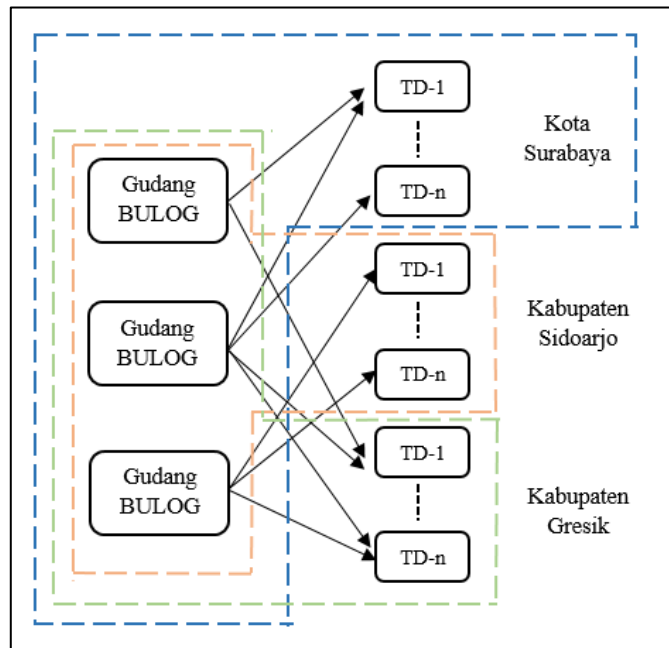 TD-1
Kota
Surabaya
Gudang
BULOG
TD-n
TD-1
Gudang
BULOG
Kabupaten
Sidoarjo
TD-n
TD-1
Gudang
BULOG
Kabupaten
Gresik
TD-n